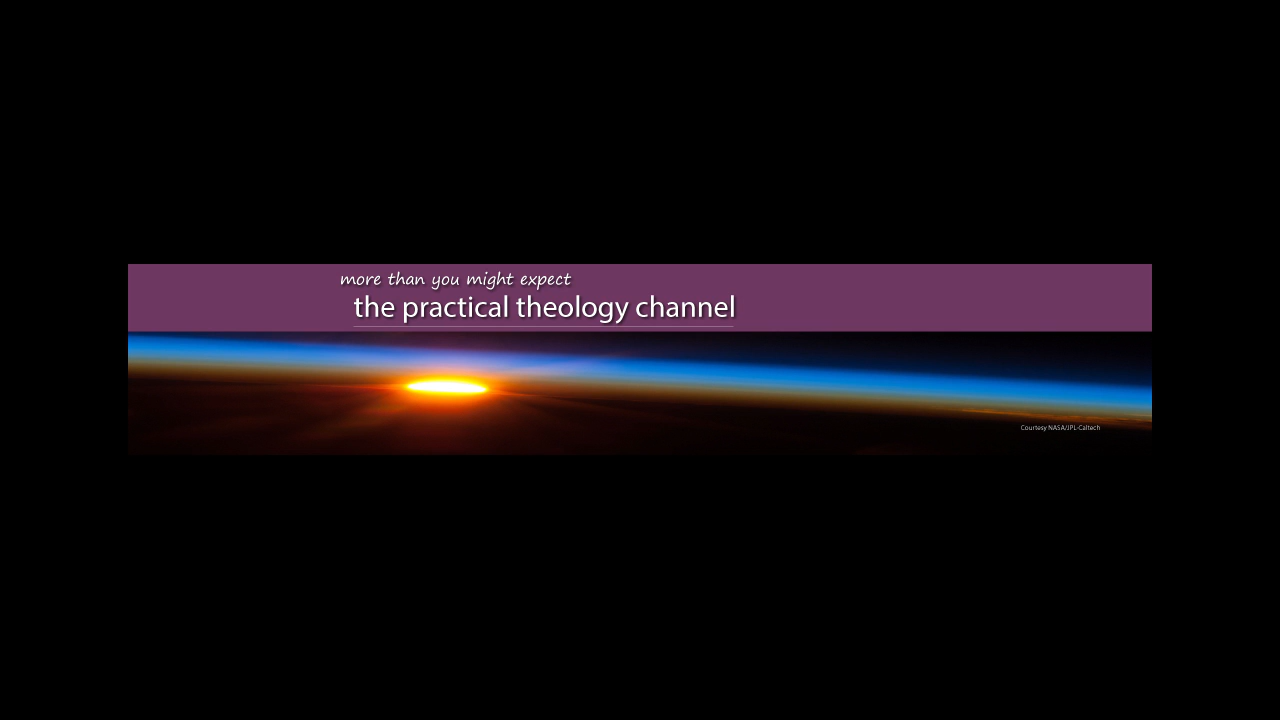 more than you might expect
the practical theology channel
Courtesy NASA/JPL-Caltech